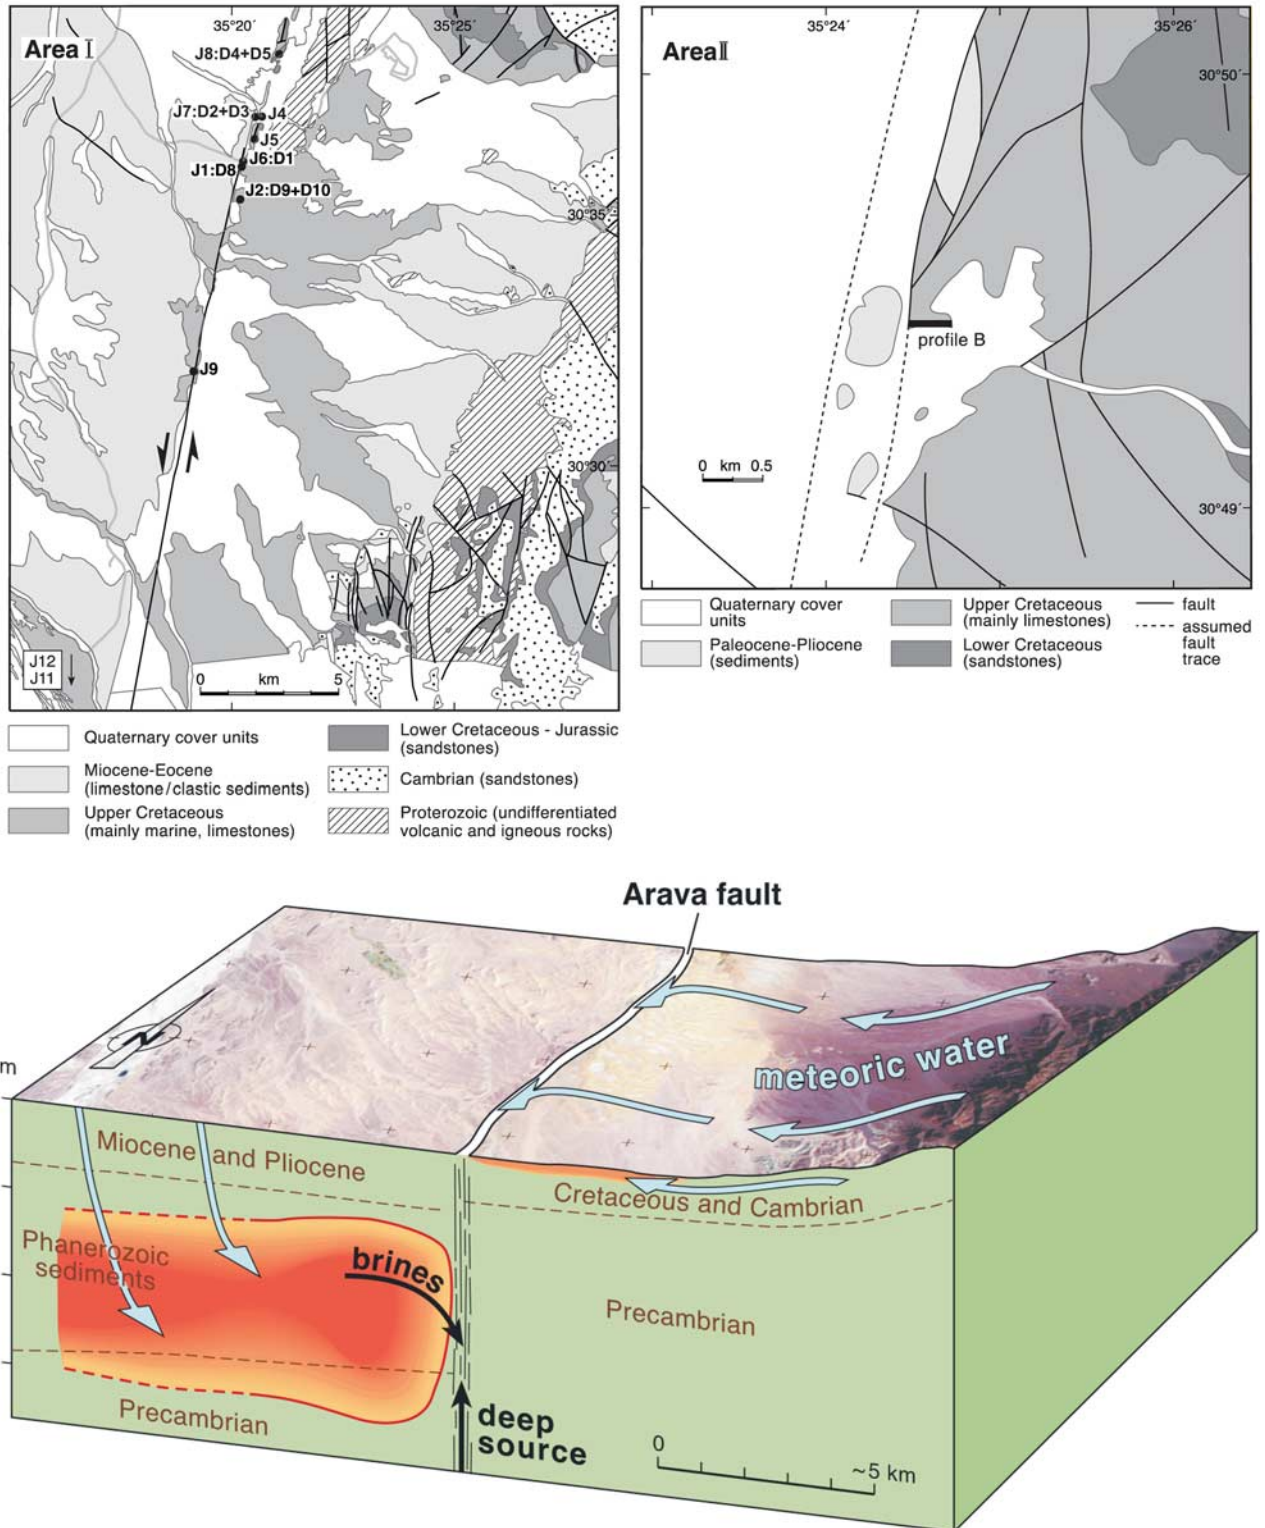 35°20´
35°25´
Area I
J8:D4+D5
J7:D2+D3
J4
J5
J6:D1
J1:D8
J2:D9+D10
30°35´
J9
30°30´
J12
J11
0 km 5
Quaternary cover units
Miocene-Eocene
(limestone/clastic sediments)
Upper Cretaceous
(mainly marine, limestones)
Lower Cretaceous - Jurassic
(sandstones)
Cambrian (sandstones)
Proterozoic (undifferentiated
volcanic and igneous rocks)
35°24´
35°26´
Area II
30°50´
profile B
0 km 0.5
30°49´
Quaternary cover
units
Paleocene-Pliocene
(sediments)
Upper Cretaceous
(mainly limestones)
Lower Cretaceous
(sandstones)
fault
assumed
fault
trace
Arava fault
N
m
meteoric water
Miocene and Pliocene
Cretaceous and Cambrian
Phanerozoic
sediments
brines
Precambrian
Precambrian
deep
source
0
~5 km